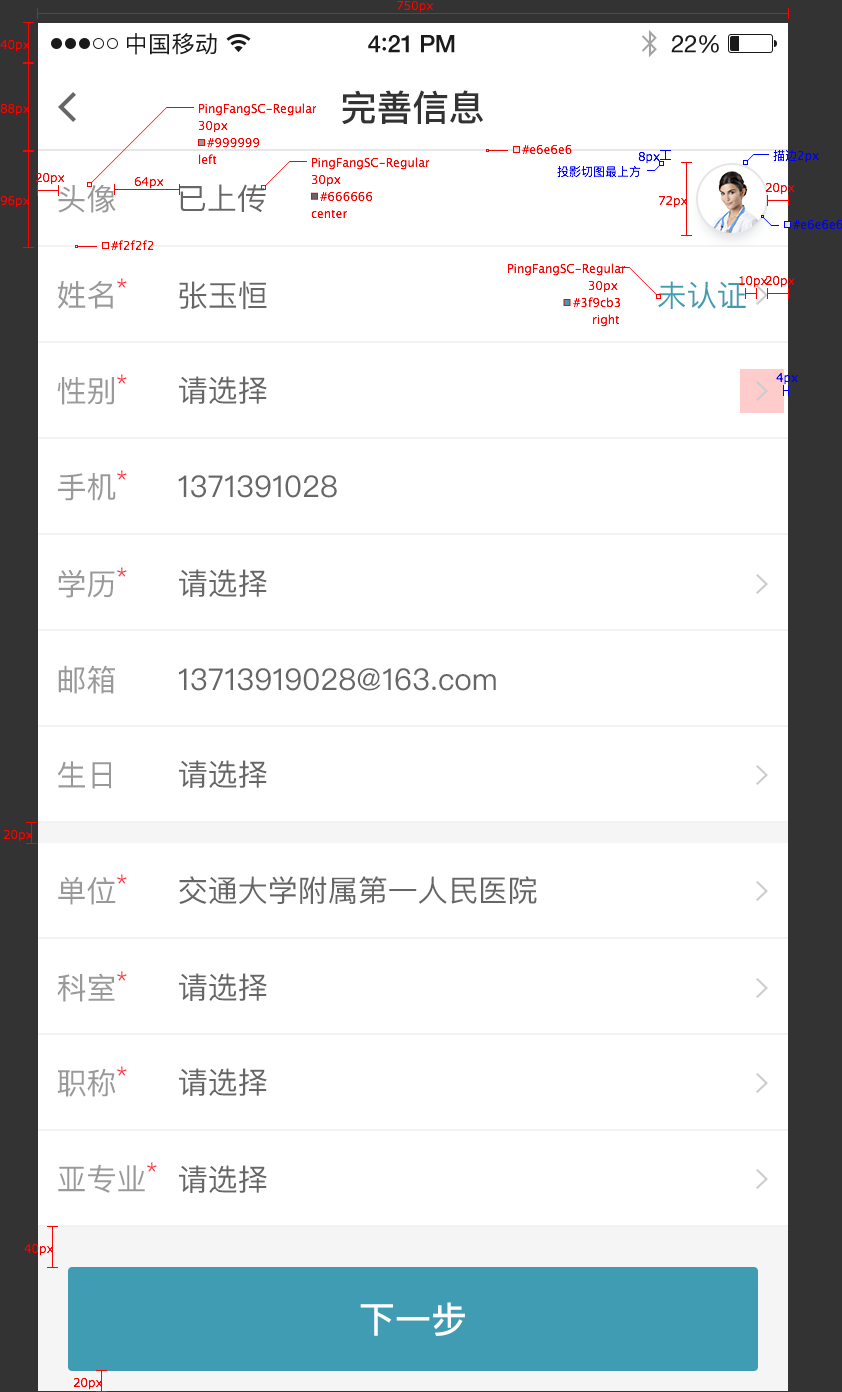 750px
40px
中国移动 4:21 PM 22%
88px
完善信息
PingFangSC-Regular
30px
#999999
left
#e6e6e6
PingFangSC-Regular
30px
#666666
center
8px
描边2px
投影切图最上方
20px
64px
96px
头像 已上传
72px
20px
#e6e6e6
#f2f2f2
PingFangSC-Regular
30px
#3f9cb3
right
姓名* 张玉恒 未认证
10px 20px
性别* 请选择
4px
手机* 1371391028
学历* 请选择
邮箱 13713919028@163.com
生日 请选择
20px
单位* 交通大学附属第一人民医院
科室* 请选择
职称* 请选择
亚专业* 请选择
40px
下一步
20px